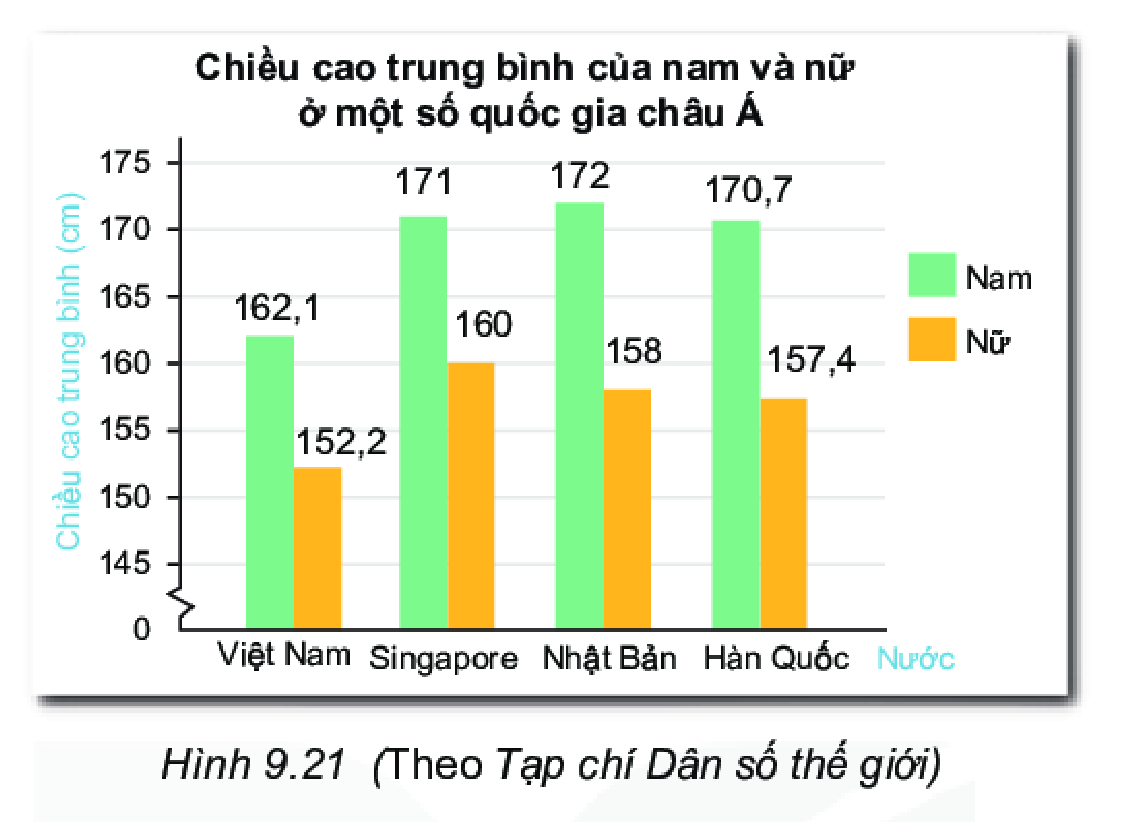 Chiều cao trung bình của nam và nữ
ở một số quốc gia châu Á
Chiều cao trung bình (cm)
175
170
165
160
155
150
145
0
162,1
152,2
171
160
172
158
170,7
157,4
Nam
Nữ
Việt Nam
Singapore
Nhật Bản
Hàn Quốc
Nước
Hình 9.21 (Theo Tạp chí Dân số thế giới)